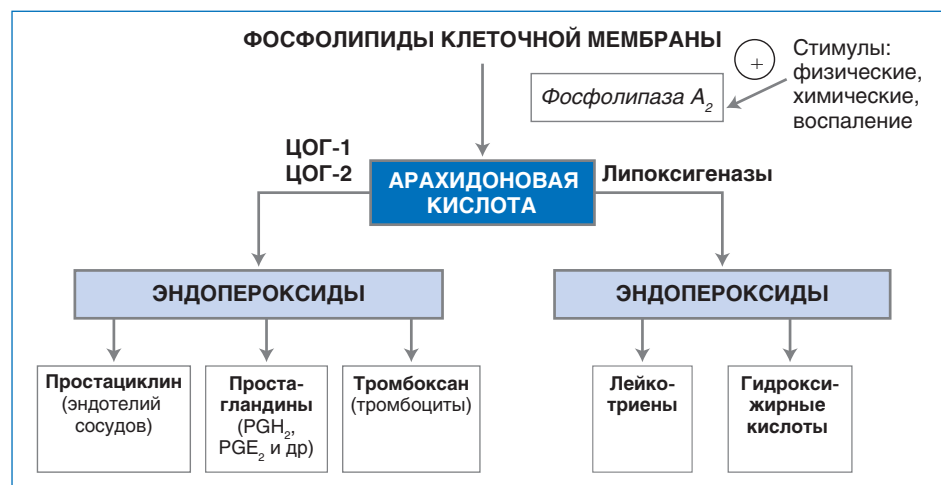 ФОСФОЛИПИДЫ КЛЕТОЧНОЙ МЕМБРАНЫ
+
Стимулы:
физические,
химические,
воспаление
Фосфолипаза A₂
ЦОГ-1
ЦОГ-2
АРАХИДОНОВАЯ
КИСЛОТА
Липоксигеназы
ЭНДОПЕРОКСИДЫ
ЭНДОПЕРОКСИДЫ
Простациклин
(эндотелий
сосудов)
Проста-
гландины
(PGH₂,
PGE₂ и др)
Тромбоксан
(тромбоциты)
Лейко-
триены
Гидрокси-
жирные
кислоты